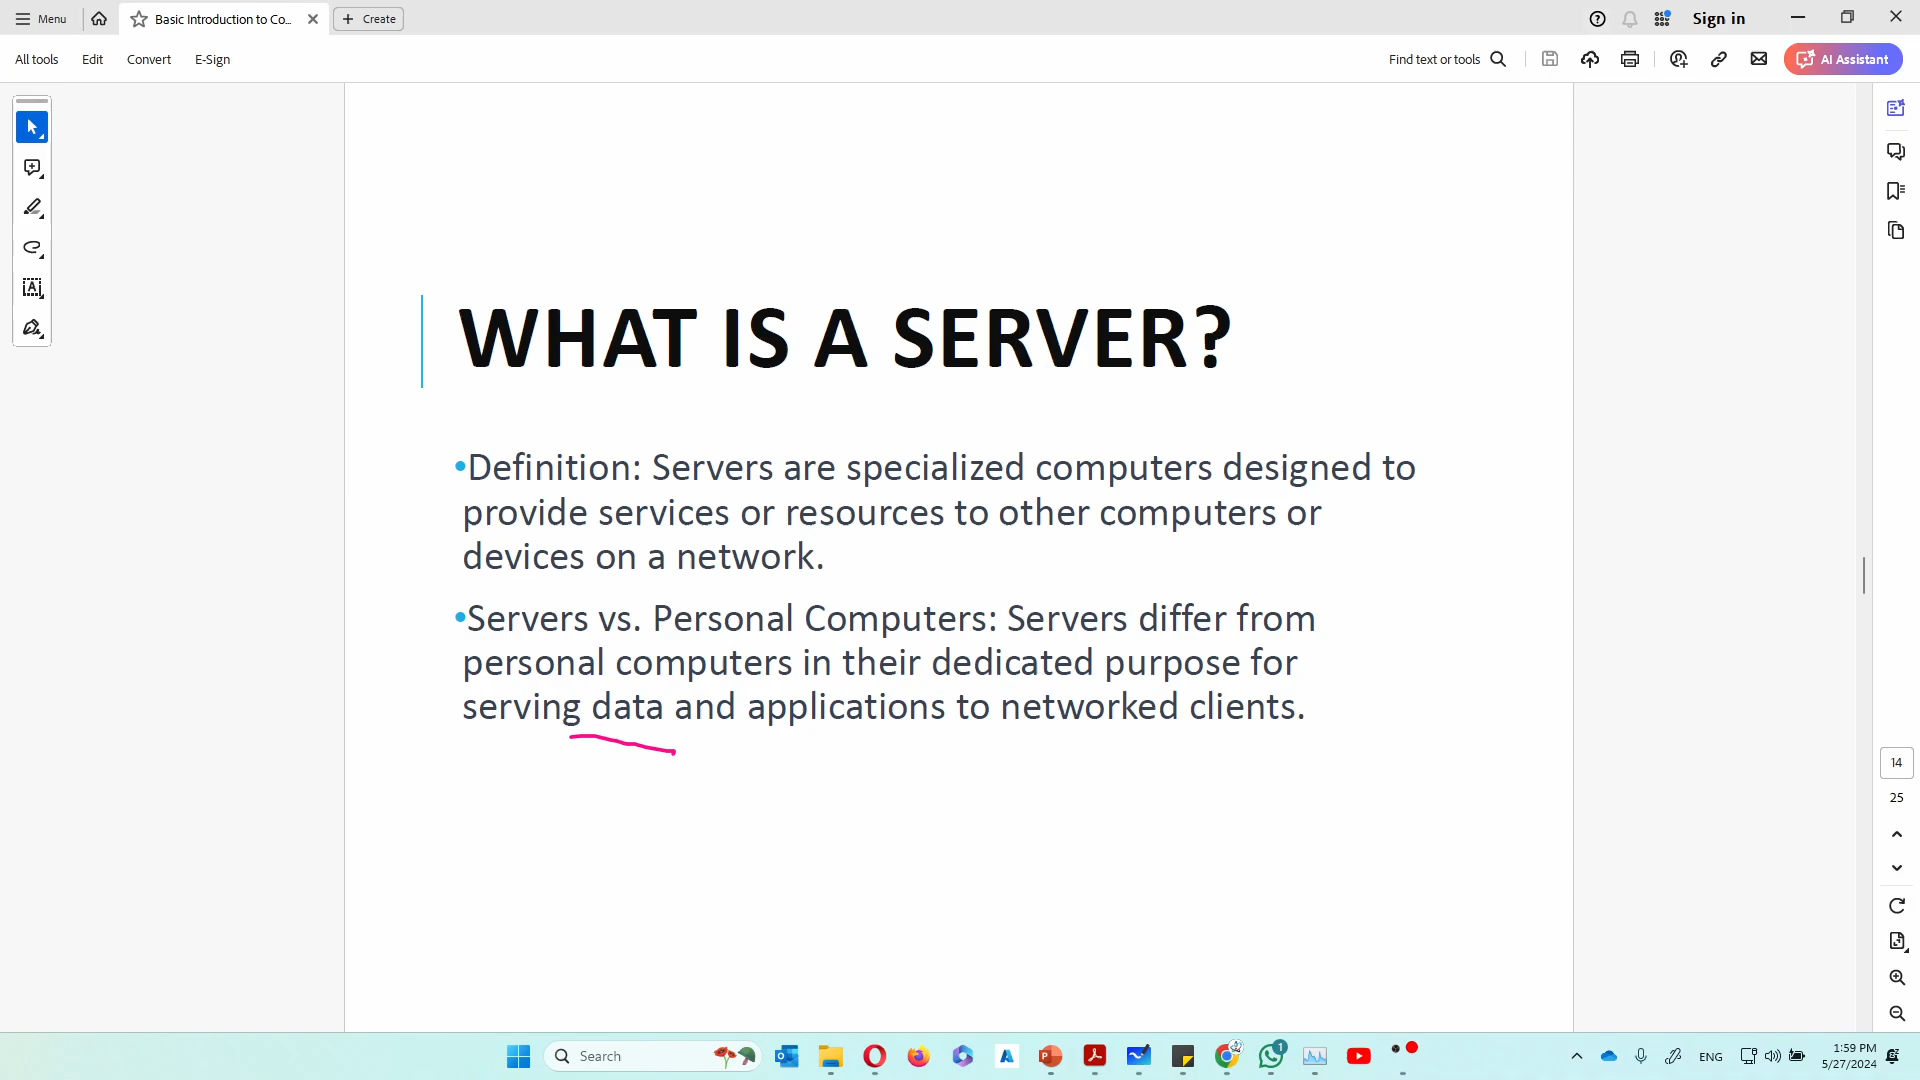 Menu
Basic Introduction to Co...
Create
Sign in
All tools
Edit
Convert
E-Sign
Find text or tools
AI Assistant
WHAT IS A SERVER?
•Definition: Servers are specialized computers designed to
provide services or resources to other computers or
devices on a network.
•Servers vs. Personal Computers: Servers differ from
personal computers in their dedicated purpose for
serving data and applications to networked clients.
14
25
Search
1
ENG
1:59 PM
5/27/2024